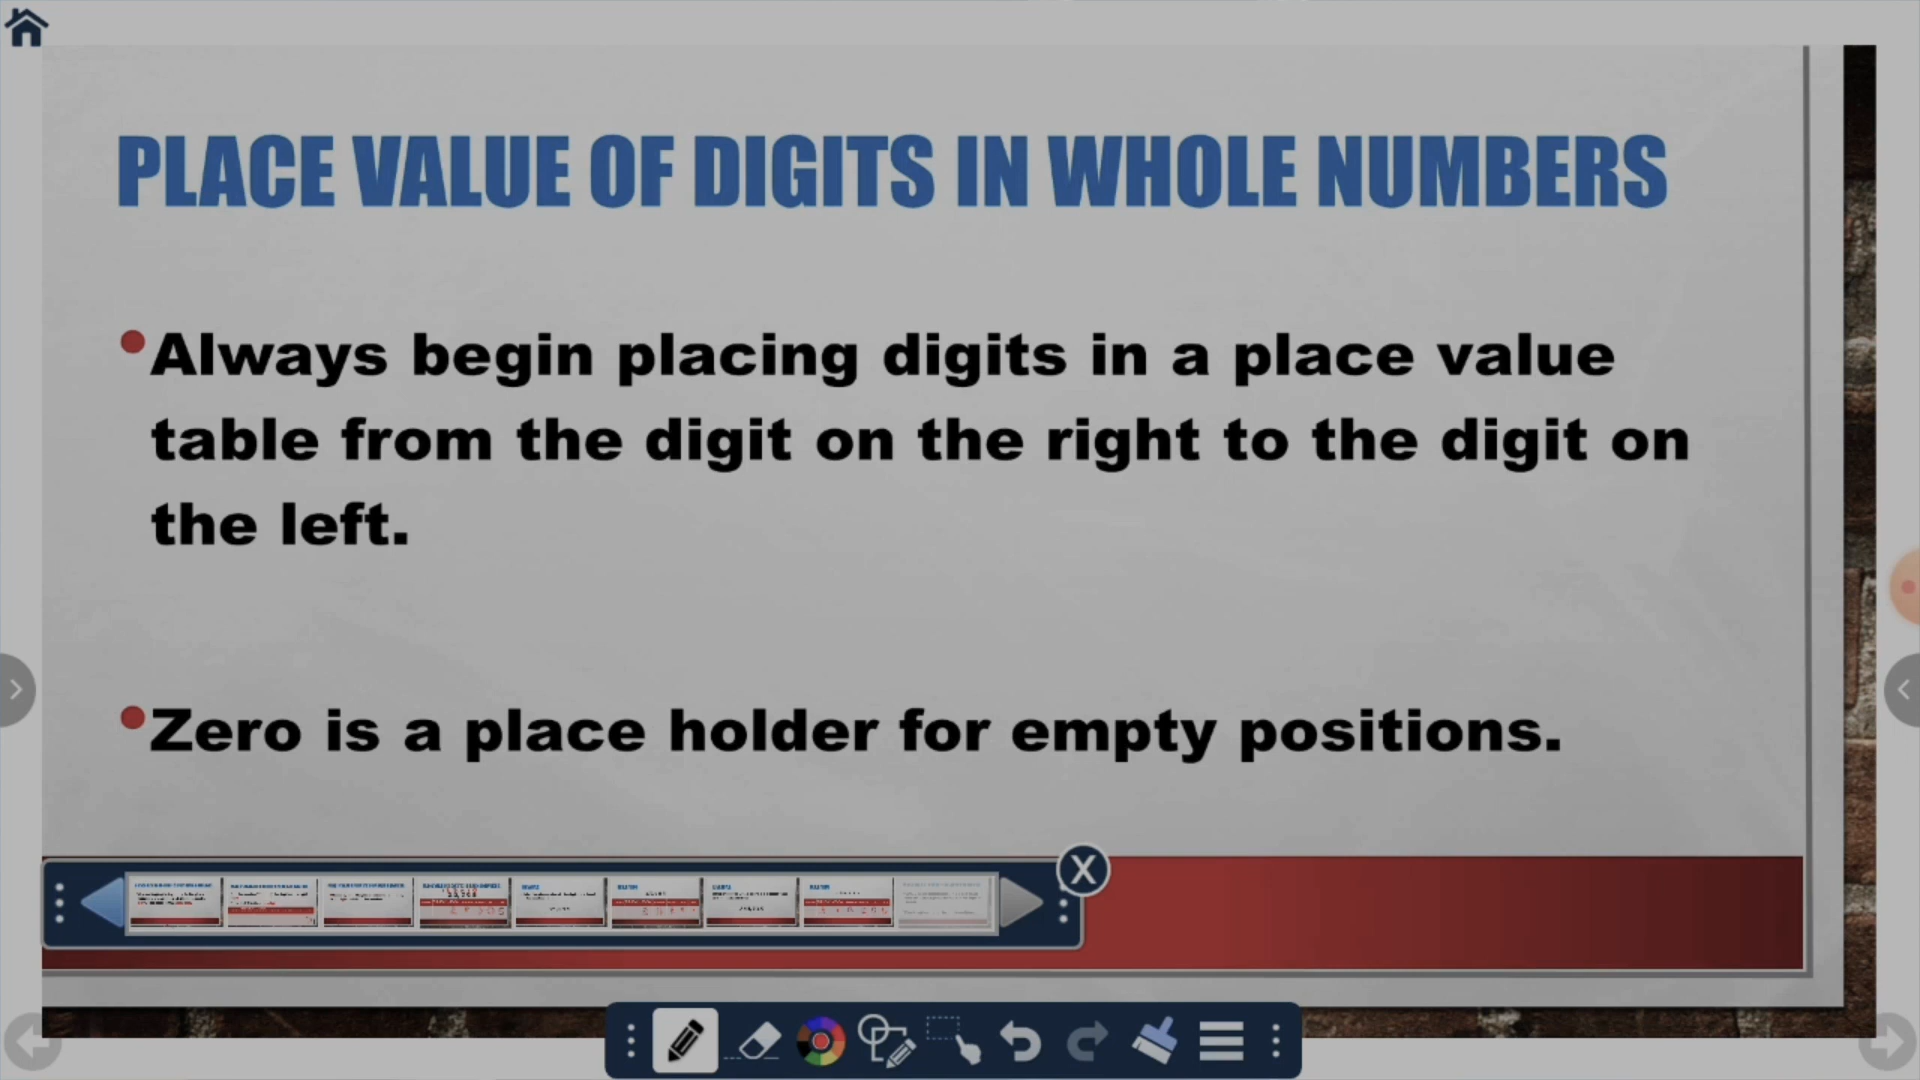 PLACE VALUE OF DIGITS IN WHOLE NUMBERS
•Always begin placing digits in a place value
table from the digit on the right to the digit on
the left.
•Zero is a place holder for empty positions.
X